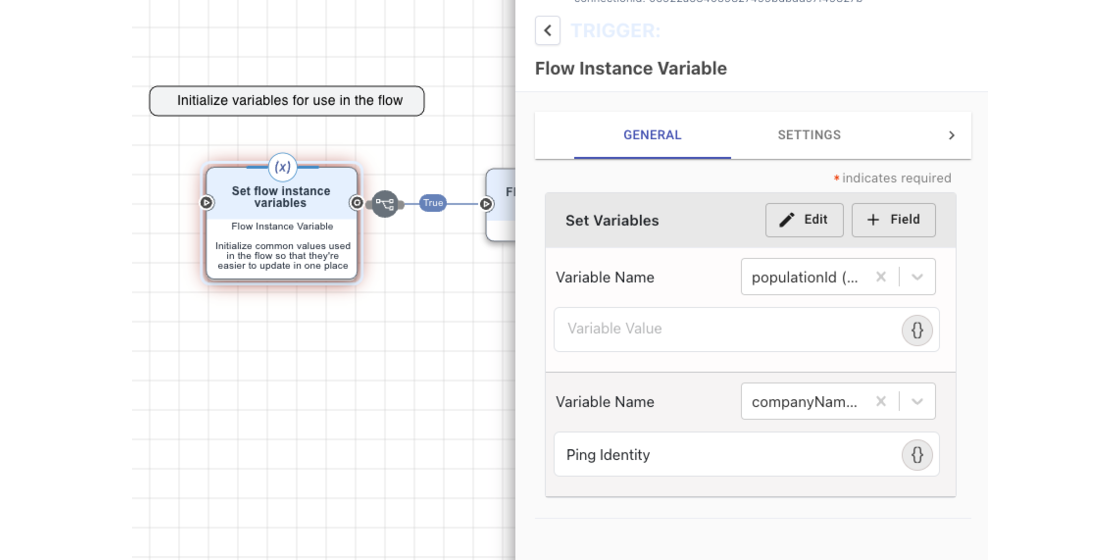 TRIGGER:
Flow Instance Variable
Initialize variables for use in the flow
GENERAL
SETTINGS
* indicates required
(x)
Set flow instance
variables
Flow Instance Variable
Initialize common values used
in the flow so that they're
easier to update in one place
True
Set Variables
Edit
+ Field
Variable Name
populationId (...
Variable Value
{}
Variable Name
companyNam...
Ping Identity
{}